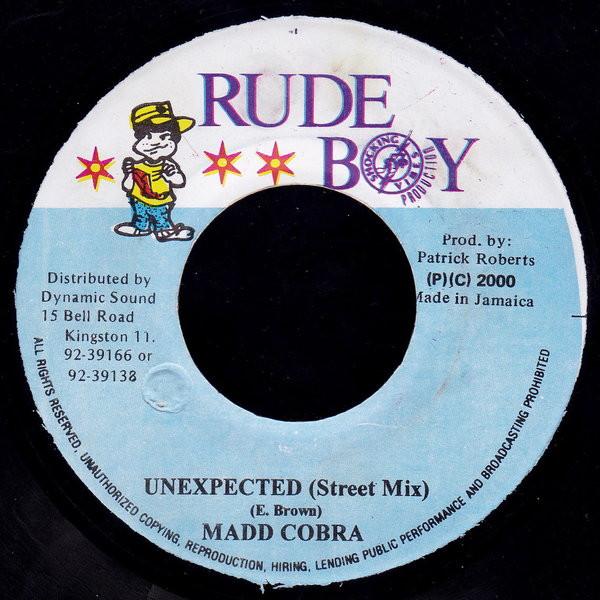 RUDE
BOY
SHOCKING VIBES
PRODUCTION
Prod. by:
Patrick Roberts
(P)(C) 2000
Made in Jamaica
Distributed by
Dynamic Sound
15 Bell Road
Kingston 11.
92-39166 or
92-39138
UNEXPECTED (Street Mix)
(E. Brown)
MADD COBRA
ALL RIGHTS RESERVED, UNAUTHORIZED COPYING, REPRODUCTION, HIRING, LENDING PUBLIC PERFORMANCE AND BROADCASTING PROHIBITED